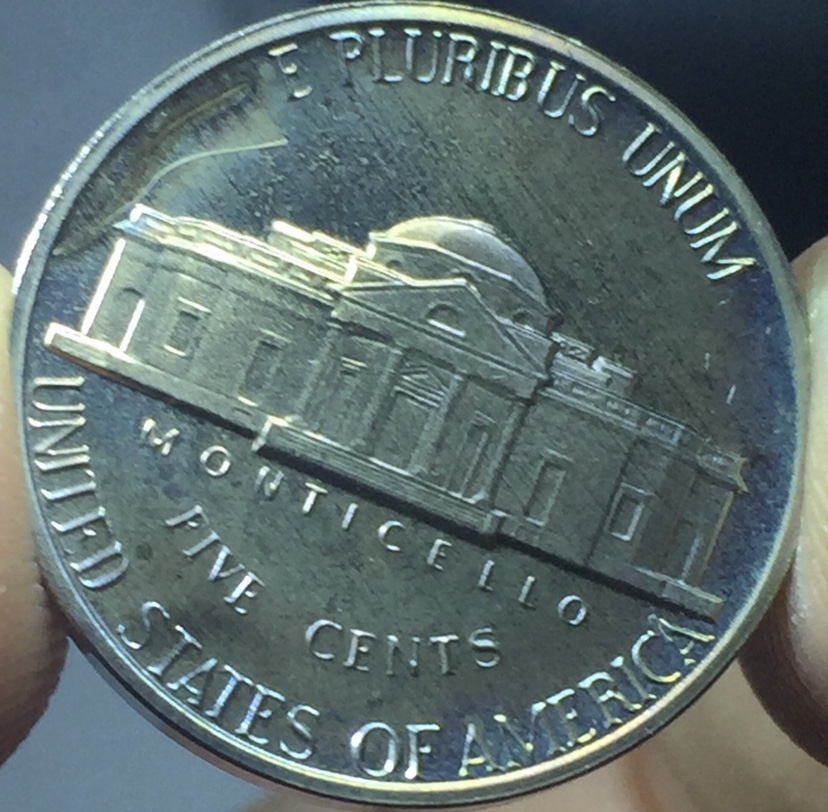 E PLURIBUS UNUM
MONTICELLO
FIVE CENTS
UNITED STATES OF AMERICA